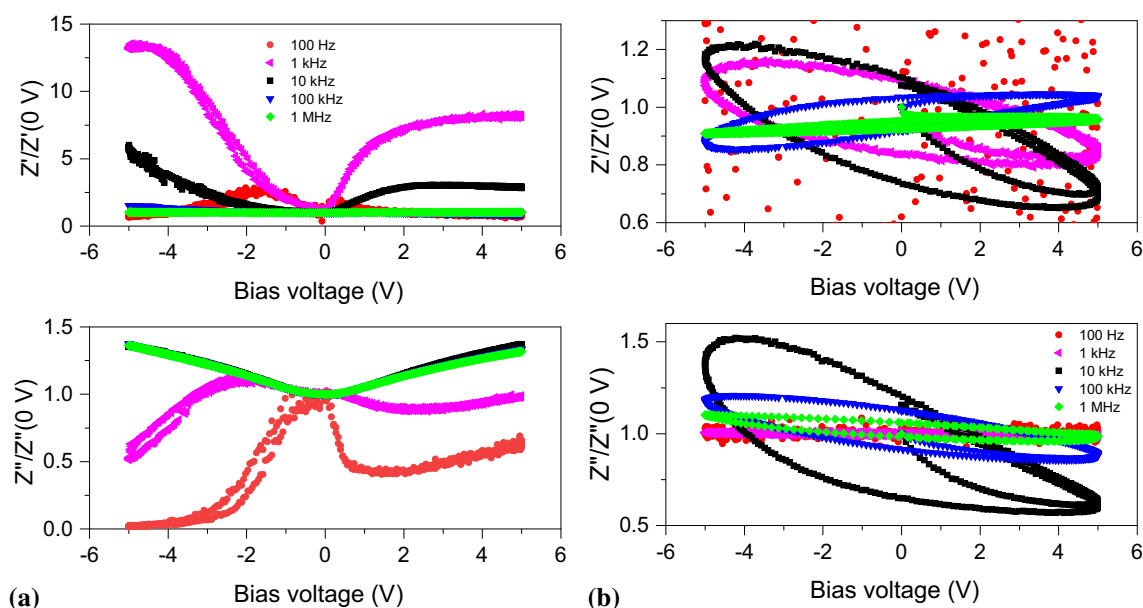 Z'/Z'(0 V)
15
10
5
0
100 Hz
1 kHz
10 kHz
100 kHz
1 MHz
-6 -4 -2 0 2 4 6
Bias voltage (V)
Z'/Z'(0 V)
1.2
1.0
0.8
0.6
-6 -4 -2 0 2 4 6
Bias voltage (V)
Z''/Z''(0 V)
1.5
1.0
0.5
0.0
-6 -4 -2 0 2 4 6
Bias voltage (V)
(a)
Z''/Z''(0 V)
1.5
1.0
0.5
100 Hz
1 kHz
10 kHz
100 kHz
1 MHz
-6 -4 -2 0 2 4 6
Bias voltage (V)
(b)